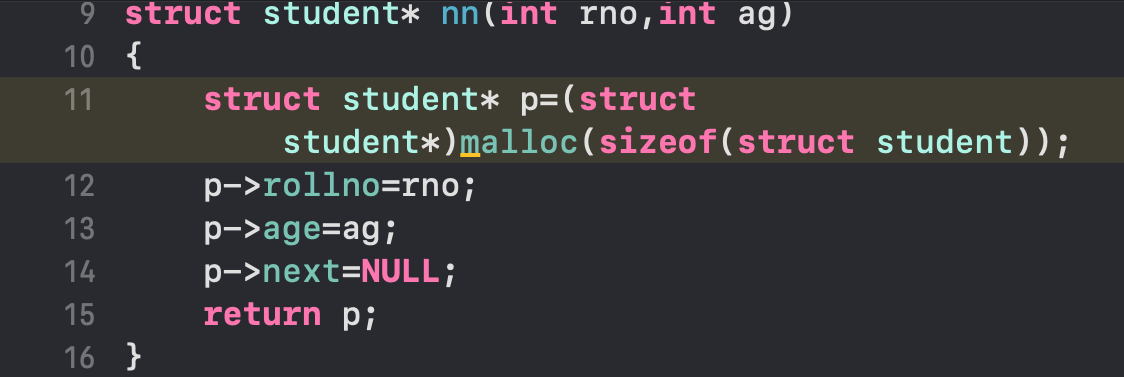 9 struct student* nn(int rno,int ag)
10 {
11 struct student* p=(struct
student*)malloc(sizeof(struct student));
12 p->rollno=rno;
13 p->age=ag;
14 p->next=NULL;
15 return p;
16 }